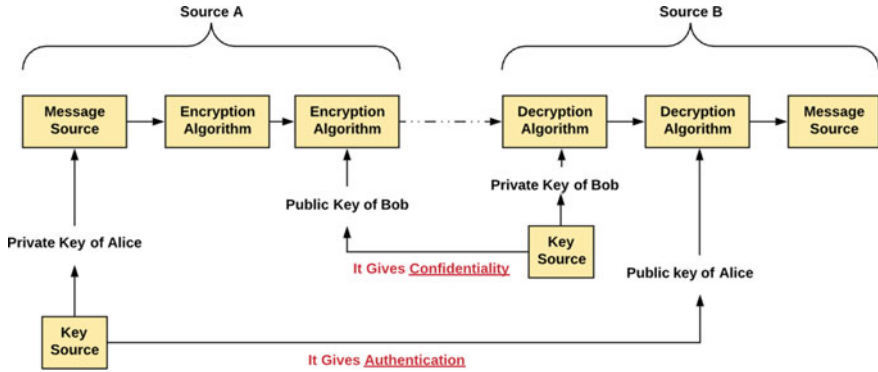 Source A
Source B
Message
Source
Encryption
Algorithm
Encryption
Algorithm
Decryption
Algorithm
Decryption
Algorithm
Message
Source
Private Key of Bob
Public Key of Bob
Private Key of Alice
Key
Source
It Gives Confidentiality
Public key of Alice
Key
Source
It Gives Authentication